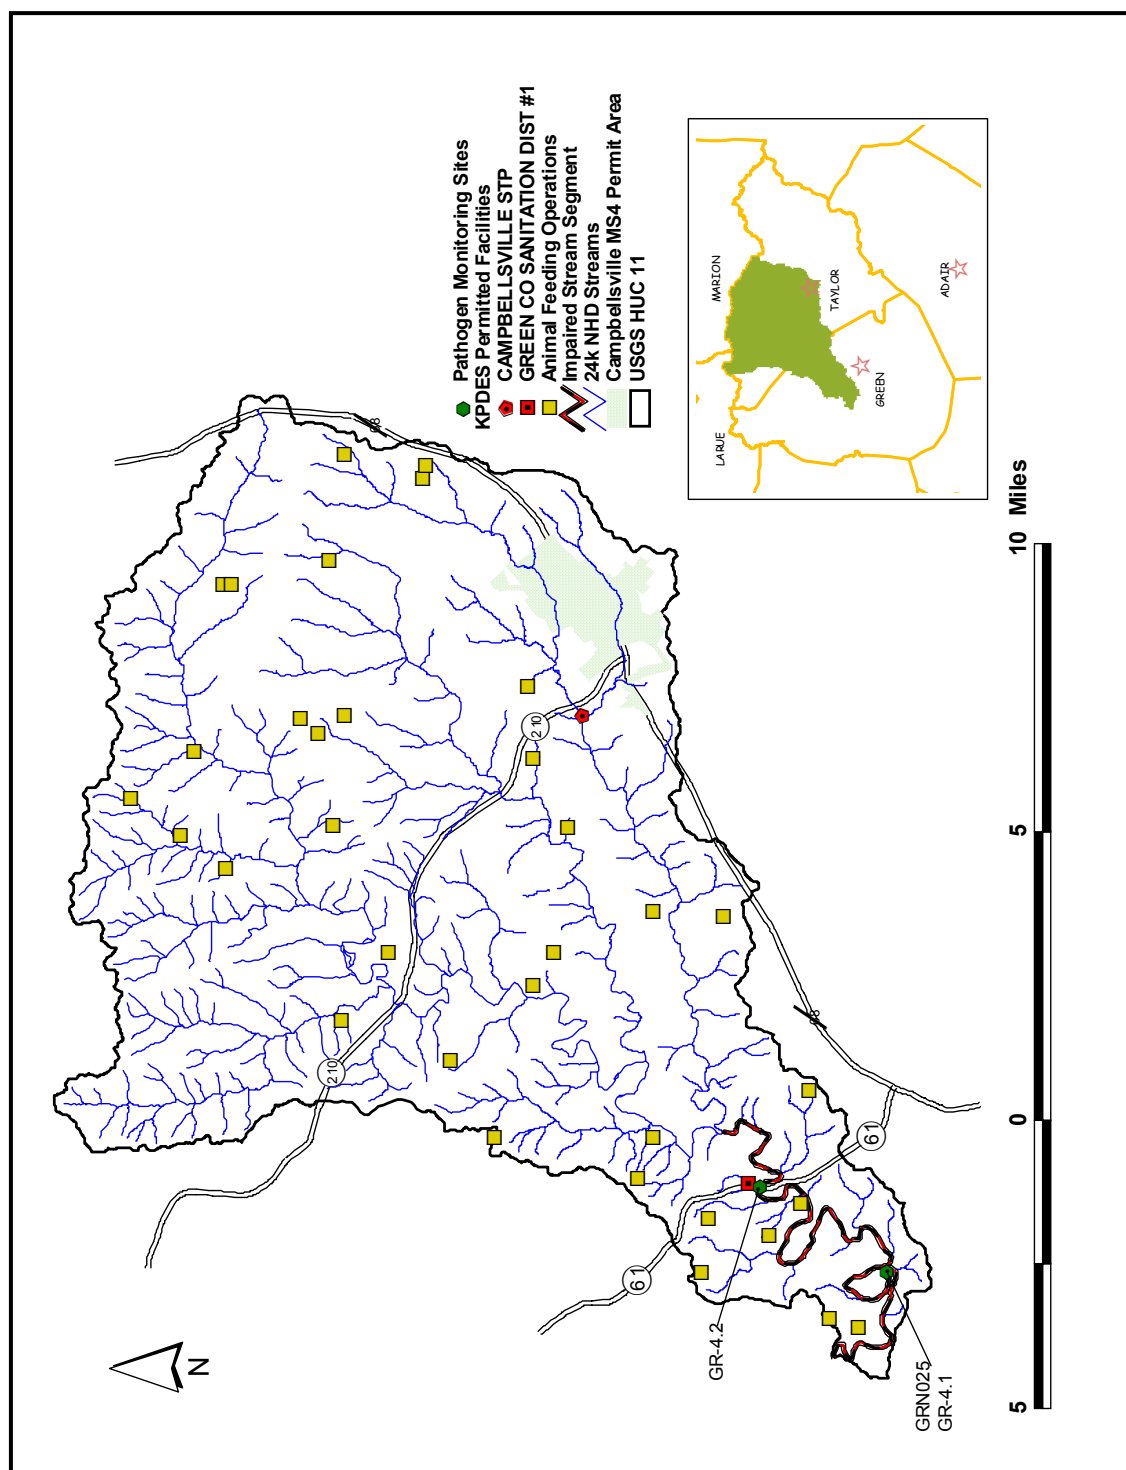 Pathogen Monitoring Sites
KPDES Permitted Facilities
CAMPBELLSVILLE STP
GREEN CO SANITATION DIST #1
Animal Feeding Operations
Impaired Stream Segment
24k NHD Streams
Campbellsville MS4 Permit Area
USGS HUC 11
68
210
210
68
61
61
GR-4.2
GRN025
GR-4.1
N
LARUE
MARION
TAYLOR
GREEN
ADAIR
5
0
5
10 Miles